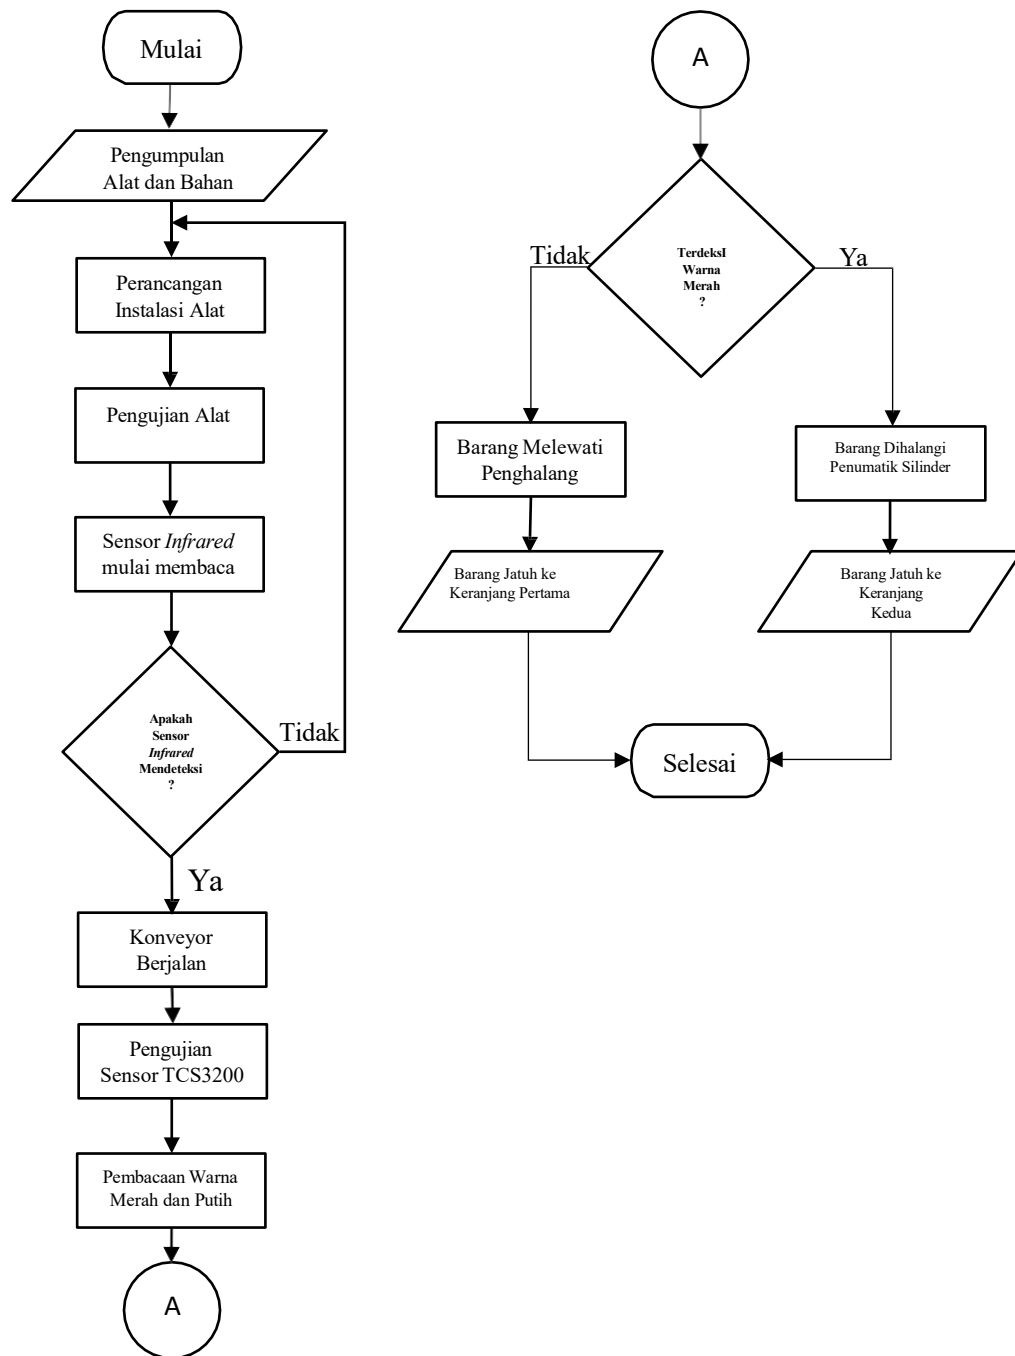 Mulai
Pengumpulan
Alat dan Bahan
Perancangan
Instalasi Alat
Pengujian Alat
Sensor Infrared
mulai membaca
Apakah
Sensor
Infrared
Mendeteksi
?
Tidak
Ya
Konveyor
Berjalan
Pengujian
Sensor TCS3200
Pembacaan Warna
Merah dan Putih
A
A
TerdeksI
Warna
Merah
?
Tidak
Ya
Barang Melewati
Penghalang
Barang Dihalangi
Penumatik Silinder
Barang Jatuh ke
Keranjang Pertama
Barang Jatuh ke
Keranjang
Kedua
Selesai